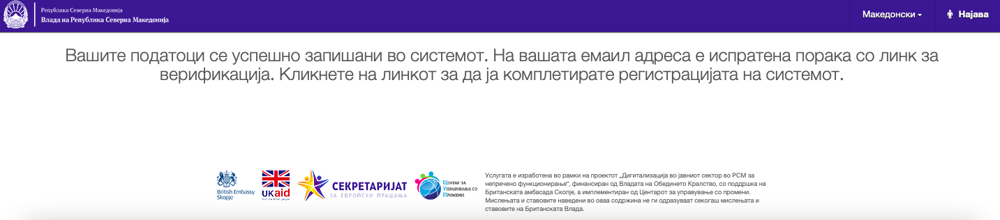 Република Северна Македонија
Влада на Република Северна Македонија
Македонски
Најава
Вашите податоци се успешно запишани во системот. На вашата емаил адреса е испратена порака со линк за
верификација. Кликнете на линкот за да ја комплетирате регистрацијата на системот.
British Embassy
Skopje
UKaid
from the British people
СЕКРЕТАРИЈАТ
ЗА ЕВРОПСКИ ПРАШАЊА
Центар за
Управување со
Промени
Услугата е изработена во рамки на проектот „Дигитализација во јавниот сектор во РСМ за
непречено функционирање“, финансиран од Владата на Обединето Кралство, со поддршка на
Британската амбасада Скопје, а имплементиран од Центарот за управување со промени.
Мислењата и ставовите наведени во оваа содржина не ги одразуваат секогаш мислењата и
ставовите на Британската Влада.